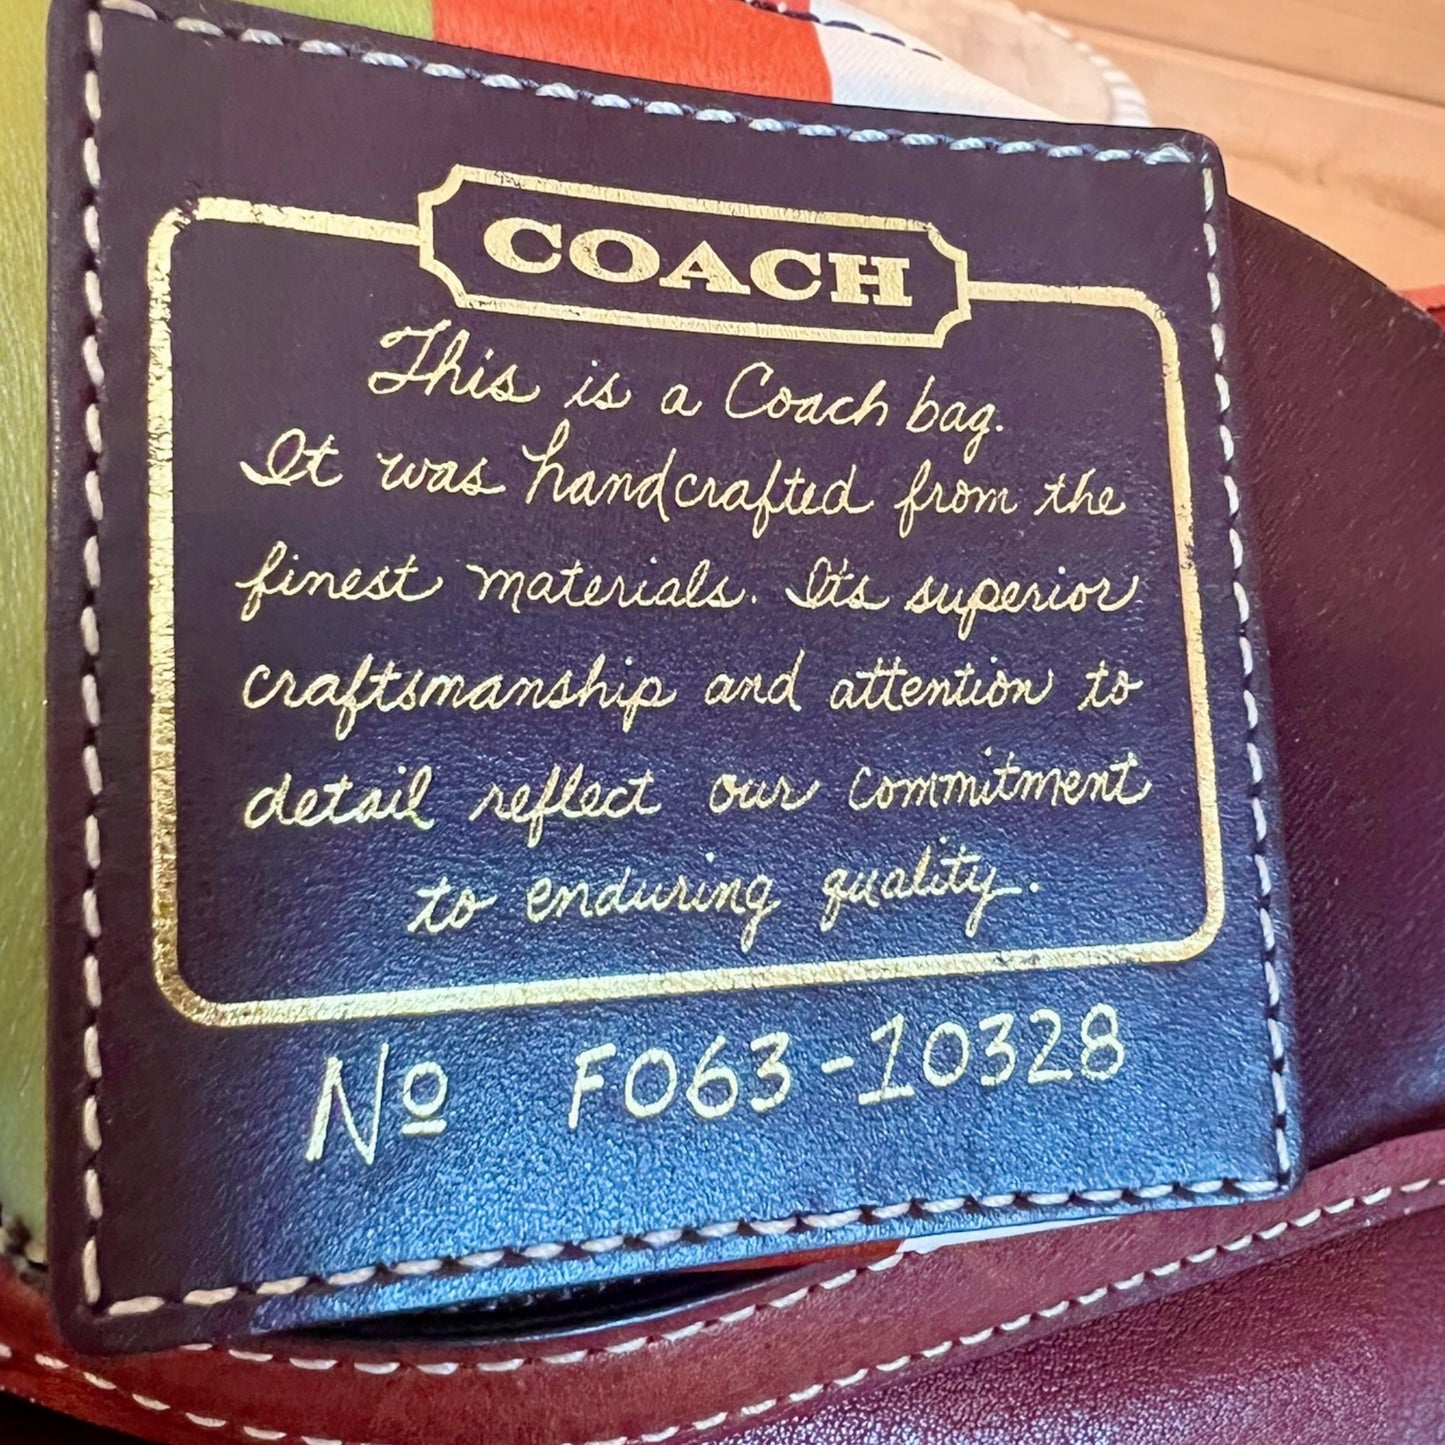 COACH
This is a Coach bag.
It was handcrafted from the
finest materials. Its superior
craftsmanship and attention to
detail reflect our commitment
to enduring quality.
Nº F063-10328